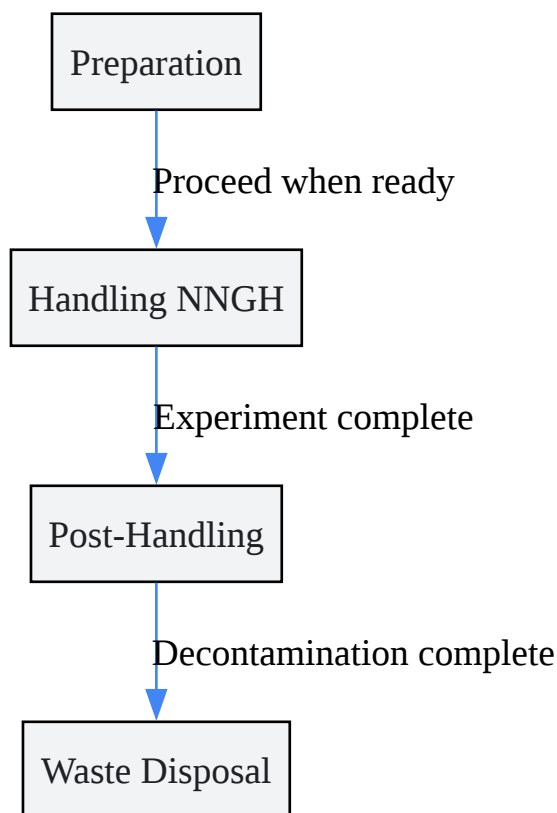 Preparation
Proceed when ready
Handling NNGH
Experiment complete
Post-Handling
Decontamination complete
Waste Disposal